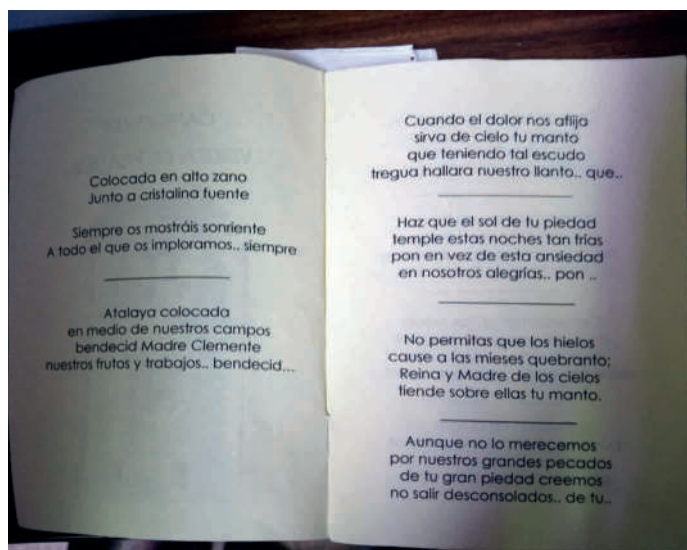 Colocada en alto zano
Junto a cristalina fuente
Siempre os mostráis sonriente
A todo el que os imploramos.. siempre
Atalaya colocada
en medio de nuestros campos
bendecid Madre Clemente
nuestros frutos y trabajos.. bendecid...
Cuando el dolor nos aflija
sirva de cielo tu manto
que teniendo tal escudo
tregua hallara nuestro llanto.. que..
Haz que el sol de tu piedad
temple estas noches tan frías
pon en vez de esta ansiedad
en nosotros alegrías.. pon ..
No permitas que los hielos
cause a las mieses quebranto;
Reina y Madre de los cielos
tiende sobre ellas tu manto.
Aunque no lo merecemos
por nuestros grandes pecados
de tu gran piedad creemos
no salir desconsolados.. de tu..